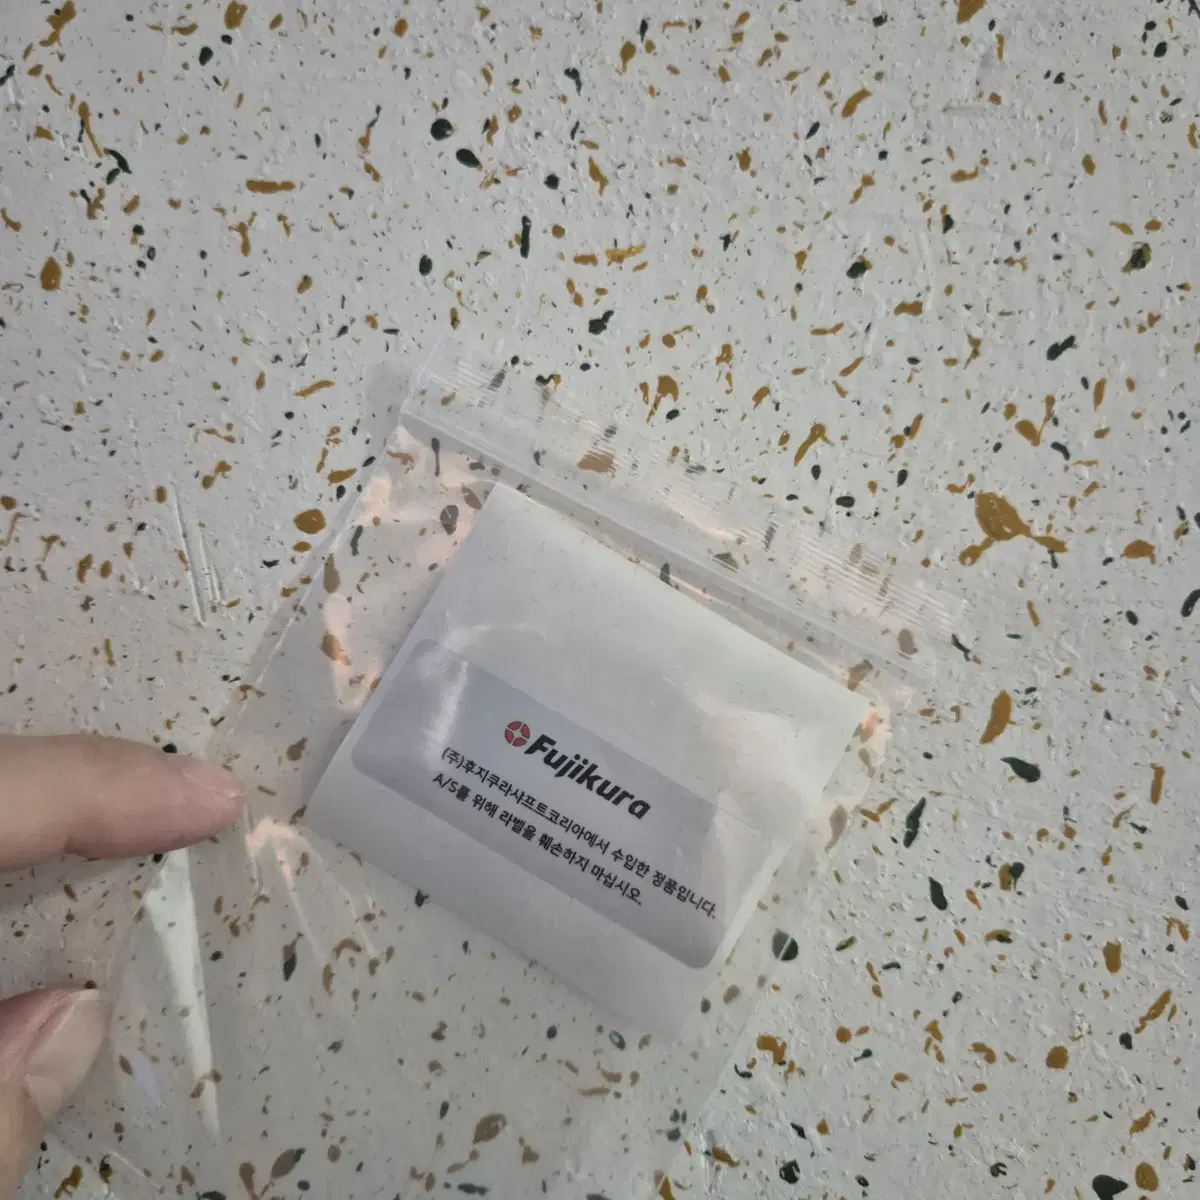 Fujikura
(주)후지쿠라샤프트코리아에서 수입한 정품입니다.
A/S를 위해 라벨을 훼손하지 마십시오.